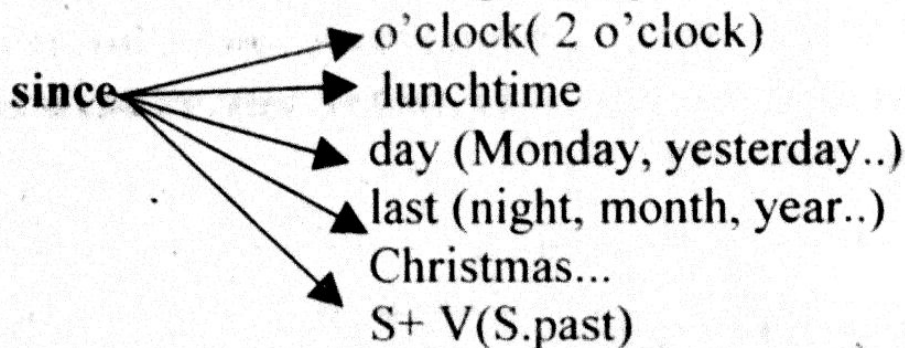 o'clock( 2 o'clock)
since lunchtime
day (Monday, yesterday..)
last (night, month, year..)
Christmas...
S+ V(S.past)